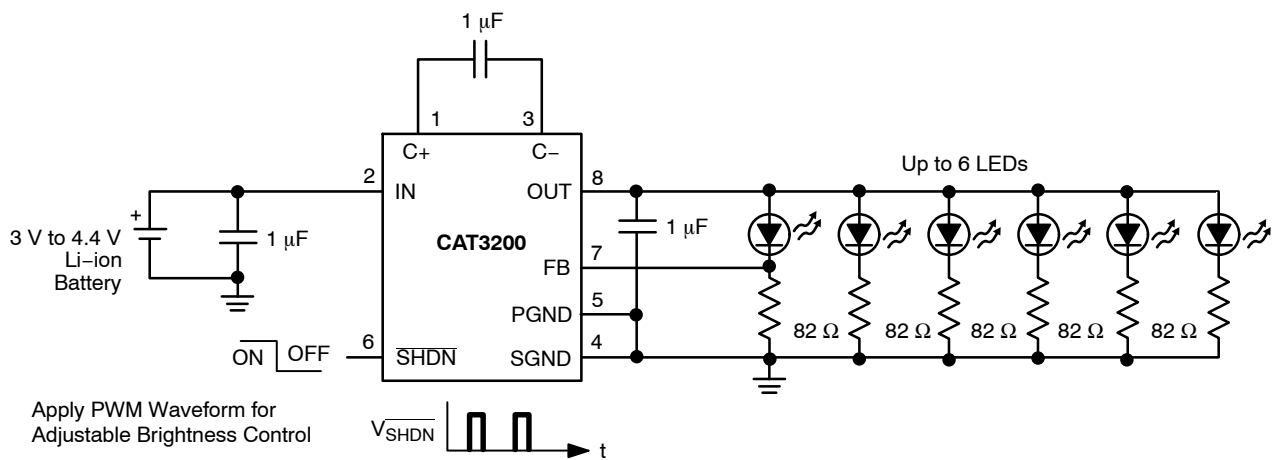 1 μF
1
3
C+
C−
2
IN
OUT
8
Up to 6 LEDs
+
3 V to 4.4 V
Li−ion
Battery
1 μF
CAT3200
1 μF
FB
7
PGND
5
82 Ω
82 Ω
82 Ω
82 Ω
82 Ω
ON
OFF
6
SHDN
SGND
4
Apply PWM Waveform for
Adjustable Brightness Control
VSHDN
t